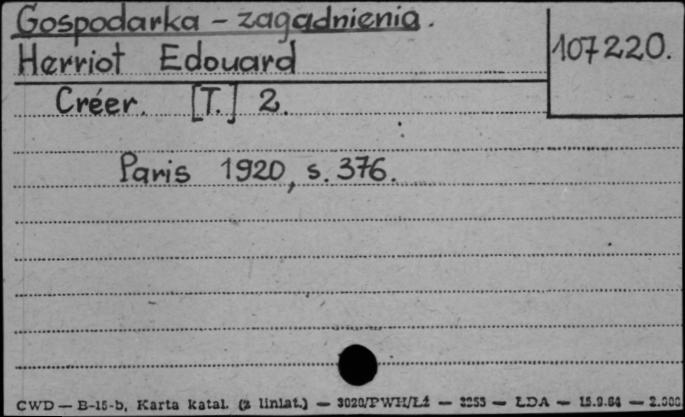 Gospodarka – zagadnienia.
Herriot Edouard
107220.
Créer. [T.] 2.
Paris 1920, s. 376.
CWD — B-15-b, Karta katal. (z liniat.) — 3020/PWH/Łź — 2253 — ŁDA — 15.9.64 — 2.000